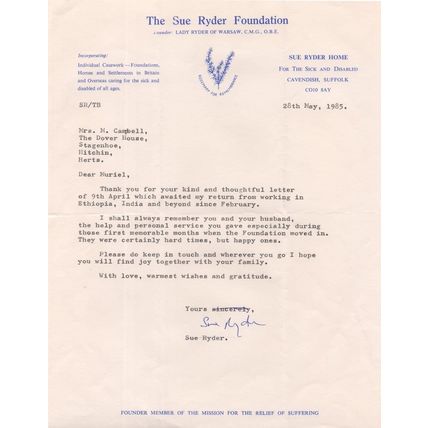 The Sue Ryder Foundation
Founder: LADY RYDER OF WARSAW, C.M.G., O.B.E.
Incorporating:
Individual Casework—Foundations,
Homes and Settlements in Britain
and Overseas caring for the sick and
disabled of all ages.
SUE RYDER HOME
FOR THE SICK AND DISABLED
CAVENDISH, SUFFOLK
CO10 8AY
ROSEMARY FOR REMEMBRANCE
SR/TB
28th May, 1985.
Mrs. M. Campbell,
The Dower House,
Stagenhoe,
Hitchin,
Herts.
Dear Muriel,
Thank you for your kind and thoughtful letter
of 9th April which awaited my return from working in
Ethiopia, India and beyond since February.
I shall always remember you and your husband,
the help and personal service you gave especially during
those first memorable months when the Foundation moved in.
They were certainly hard times, but happy ones.
Please do keep in touch and wherever you go I hope
you will find joy together with your family.
With love, warmest wishes and gratitude.
Yours sincerely,
Sue Ryder
Sue Ryder.
FOUNDER MEMBER OF THE MISSION FOR THE RELIEF OF SUFFERING